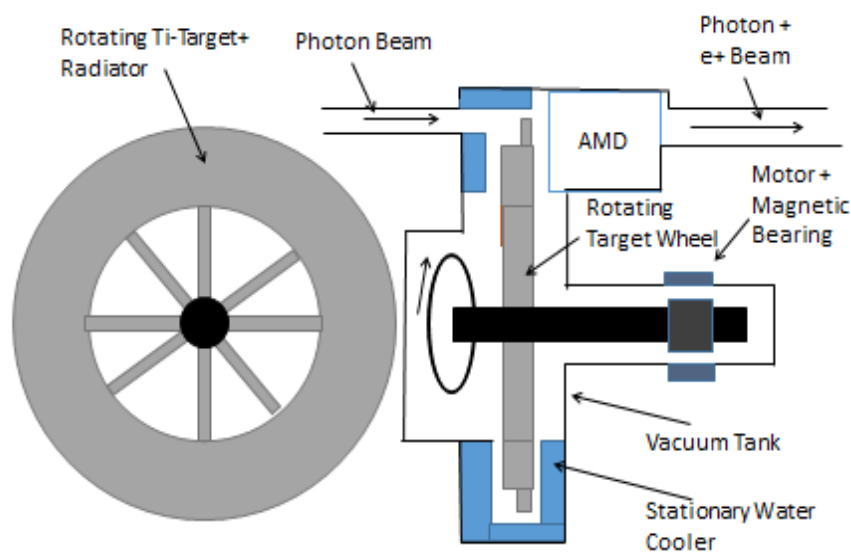 Rotating Ti-Target+
Radiator
Photon Beam
Photon +
e+ Beam
AMD
Motor +
Magnetic
Bearing
Rotating
Target Wheel
Vacuum Tank
Stationary Water
Cooler